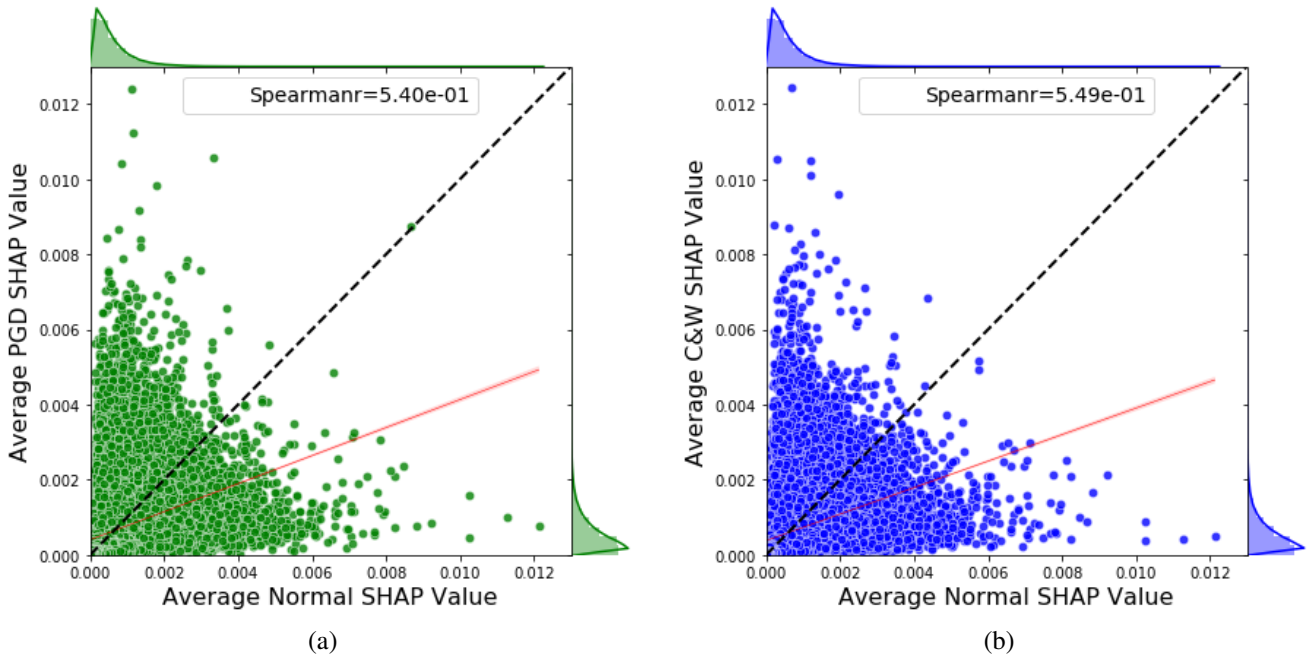 Spearmanr=5.40e-01
Average PGD SHAP Value
0.012
0.010
0.008
0.006
0.004
0.002
0.000
0.000 0.002 0.004 0.006 0.008 0.010 0.012
Average Normal SHAP Value
(a)
Spearmanr=5.49e-01
Average C&W SHAP Value
0.012
0.010
0.008
0.006
0.004
0.002
0.000
0.000 0.002 0.004 0.006 0.008 0.010 0.012
Average Normal SHAP Value
(b)